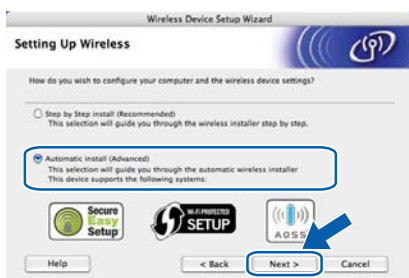 Wireless Device Setup Wizard
Setting Up Wireless
How do you wish to configure your computer and the wireless device settings?
Step by Step install (Recommended)
This selection will guide you through the wireless installer step by step.
Automatic install (Advanced)
This selection will guide you through the automatic wireless installer
This device supports the following systems:
Secure
Easy
Setup
WI-FI PROTECTED
SETUP
AOSS
Help
< Back
Next >
Cancel